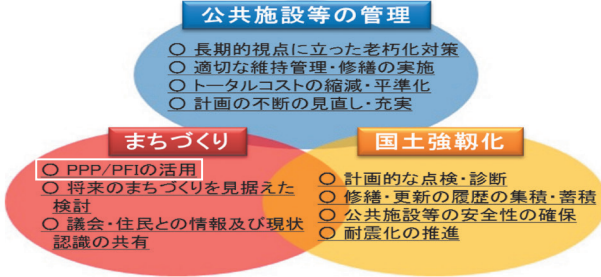 公共施設等の管理
○ 長期的視点に立った老朽化対策
○ 適切な維持管理・修繕の実施
○ トータルコストの縮減・平準化
○ 計画の不断の見直し・充実
まちづくり
○ PPP/PFIの活用
○ 将来のまちづくりを見据えた
検討
○ 議会・住民との情報及び現状
認識の共有
国土強靱化
○ 計画的な点検・診断
○ 修繕・更新の履歴の集積・蓄積
○ 公共施設等の安全性の確保
○ 耐震化の推進